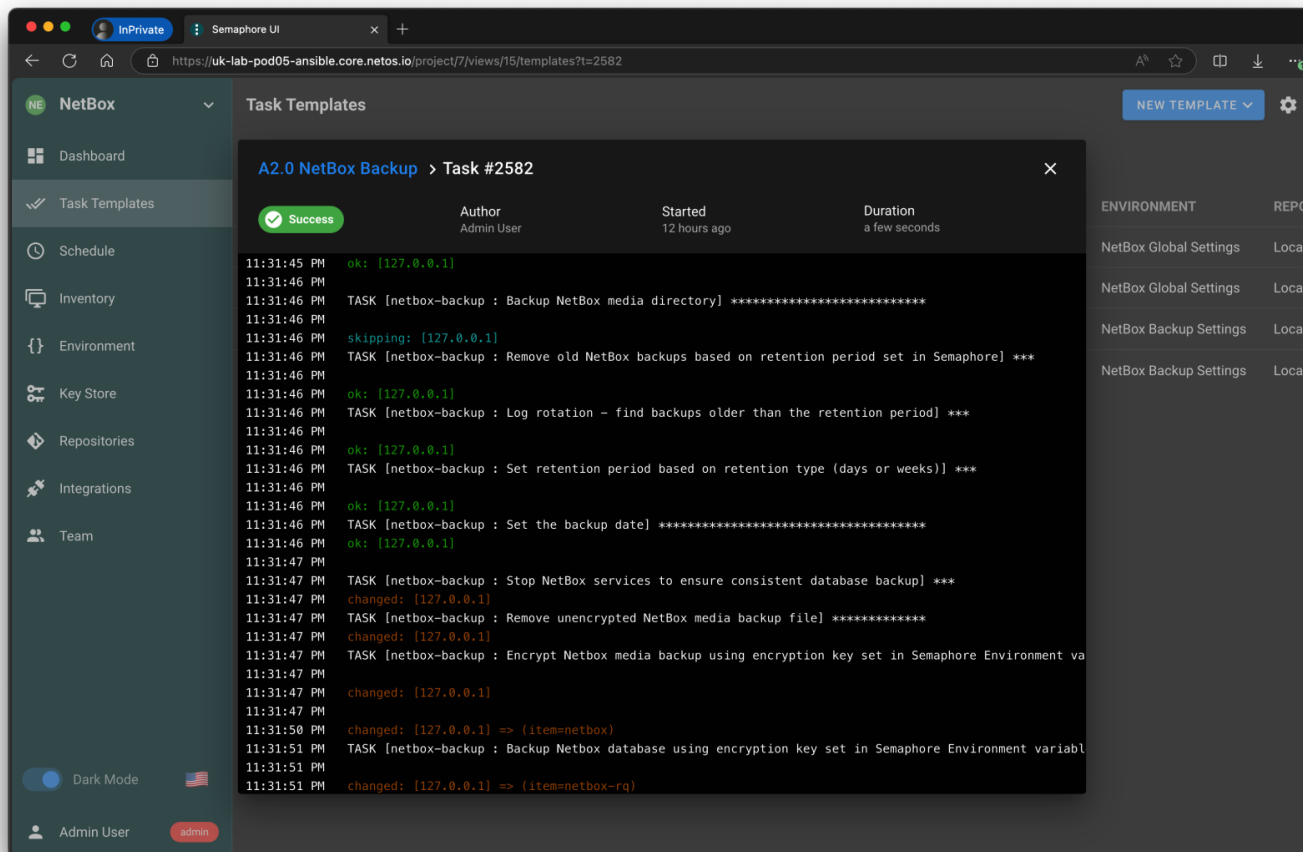 InPrivate
Semaphore UI
https://uk-lab-pod05-ansible.core.netos.io/project/7/views/15/templates?t=2582
NE NetBox
Task Templates
NEW TEMPLATE
Dashboard
Task Templates
Schedule
Inventory
Environment
Key Store
Repositories
Integrations
Team
Dark Mode
Admin User admin
A2.0 NetBox Backup > Task #2582
Success
Author
Admin User
Started
12 hours ago
Duration
a few seconds
11:31:45 PM ok: [127.0.0.1]
11:31:46 PM
11:31:46 PM TASK [netbox-backup : Backup NetBox media directory] ***************************
11:31:46 PM
11:31:46 PM skipping: [127.0.0.1]
11:31:46 PM TASK [netbox-backup : Remove old NetBox backups based on retention period set in Semaphore] ***
11:31:46 PM
11:31:46 PM ok: [127.0.0.1]
11:31:46 PM TASK [netbox-backup : Log rotation – find backups older than the retention period] ***
11:31:46 PM
11:31:46 PM ok: [127.0.0.1]
11:31:46 PM TASK [netbox-backup : Set retention period based on retention type (days or weeks)] ***
11:31:46 PM
11:31:46 PM ok: [127.0.0.1]
11:31:46 PM TASK [netbox-backup : Set the backup date] *************************************
11:31:46 PM ok: [127.0.0.1]
11:31:47 PM
11:31:47 PM TASK [netbox-backup : Stop NetBox services to ensure consistent database backup] ***
11:31:47 PM changed: [127.0.0.1]
11:31:47 PM TASK [netbox-backup : Remove unencrypted NetBox media backup file] *************
11:31:47 PM changed: [127.0.0.1]
11:31:47 PM TASK [netbox-backup : Encrypt Netbox media backup using encryption key set in Semaphore Environment va
11:31:47 PM
11:31:47 PM changed: [127.0.0.1]
11:31:47 PM
11:31:50 PM changed: [127.0.0.1] => (item=netbox)
11:31:51 PM TASK [netbox-backup : Backup Netbox database using encryption key set in Semaphore Environment variabl
11:31:51 PM
11:31:51 PM changed: [127.0.0.1] => (item=netbox-rq)
ENVIRONMENT REPO
NetBox Global Settings Loca
NetBox Global Settings Loca
NetBox Backup Settings Loca
NetBox Backup Settings Loca